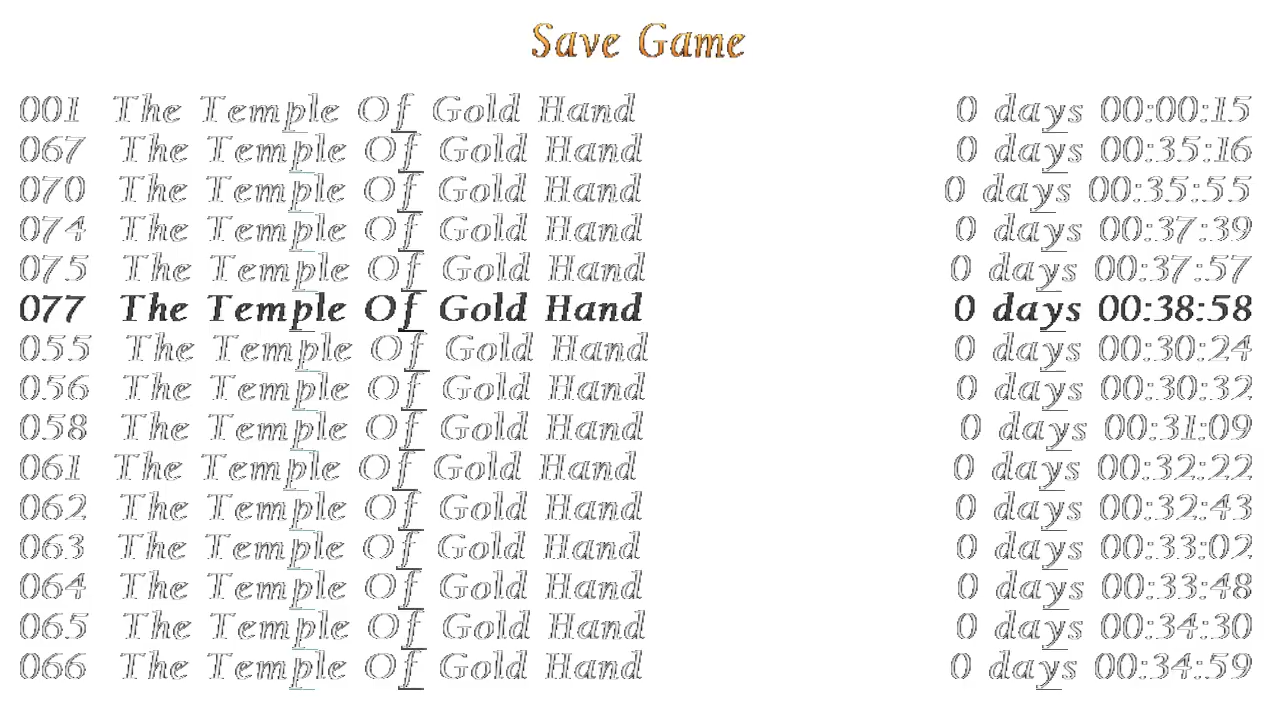 Save Game
001 The Temple Of Gold Hand 0 days 00:00:15
067 The Temple Of Gold Hand 0 days 00:35:16
070 The Temple Of Gold Hand 0 days 00:35:55
074 The Temple Of Gold Hand 0 days 00:37:39
075 The Temple Of Gold Hand 0 days 00:37:57
077 The Temple Of Gold Hand 0 days 00:38:58
055 The Temple Of Gold Hand 0 days 00:30:24
056 The Temple Of Gold Hand 0 days 00:30:32
058 The Temple Of Gold Hand 0 days 00:31:09
061 The Temple Of Gold Hand 0 days 00:32:22
062 The Temple Of Gold Hand 0 days 00:32:43
063 The Temple Of Gold Hand 0 days 00:33:02
064 The Temple Of Gold Hand 0 days 00:33:48
065 The Temple Of Gold Hand 0 days 00:34:30
066 The Temple Of Gold Hand 0 days 00:34:59